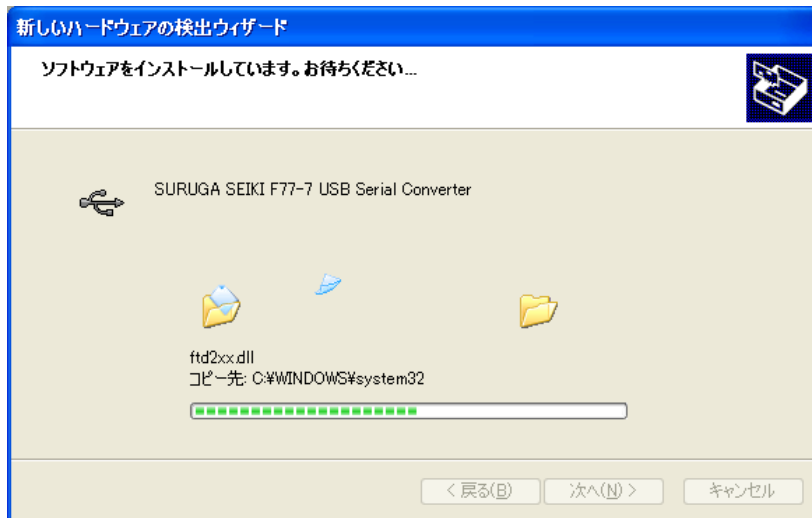 新しいハードウェアの検出ウィザード
ソフトウェアをインストールしています。お待ちください...
SURUGA SEIKI F77-7 USB Serial Converter
ftd2xx.dll
コピー先: C:¥WINDOWS¥system32
< 戻る(B) 次へ(N) > キャンセル